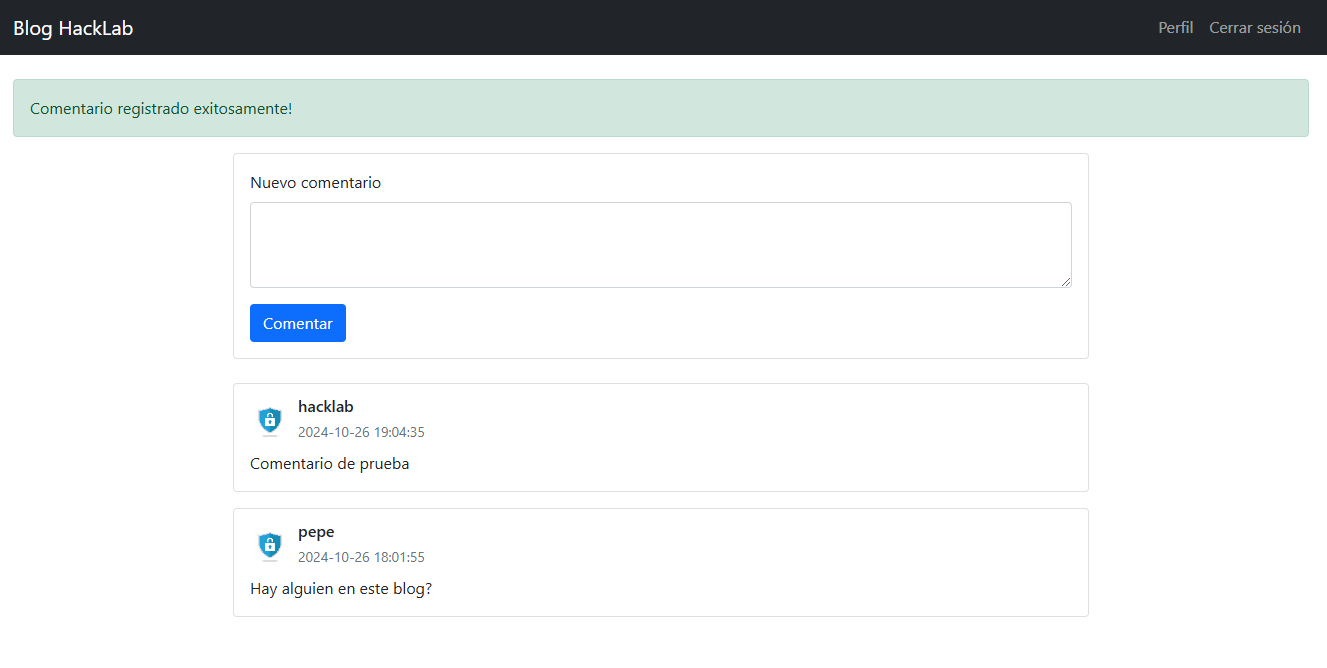 Blog HackLab
Perfil
Cerrar sesión
Comentario registrado exitosamente!
Nuevo comentario
Comentar
hacklab
2024-10-26 19:04:35
Comentario de prueba
pepe
2024-10-26 18:01:55
Hay alguien en este blog?